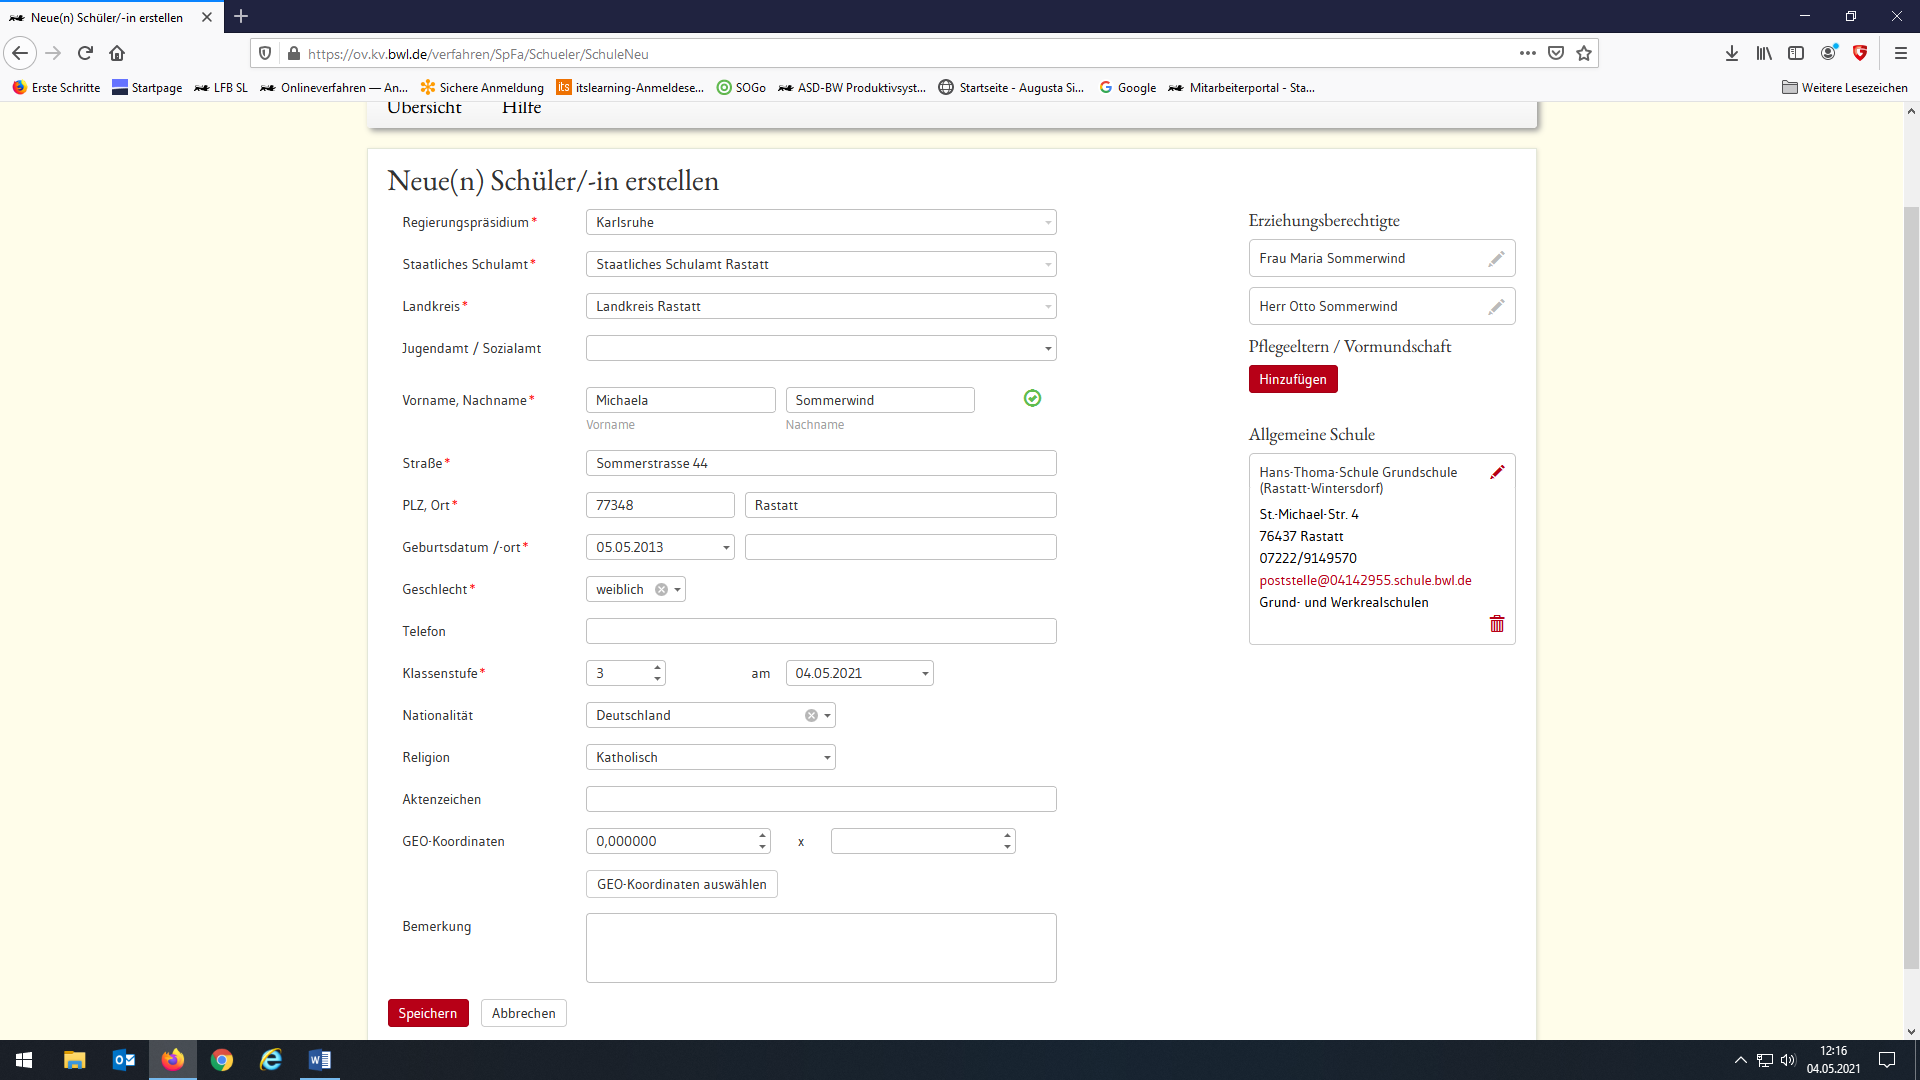 Neue(n) Schüler/-in erstellen
https://ov.kv.bwl.de/verfahren/SpFa/Schueler/SchuleNeu
Erste Schritte Startpage LFB SL Onlineverfahren — An... Sichere Anmeldung itslearning-Anmeldese... SOGo ASD-BW Produktivsyst... Startseite - Augusta Si... Google Mitarbeiterportal - Sta... Weitere Lesezeichen
Übersicht Hilfe
Neue(n) Schüler/-in erstellen
Regierungspräsidium* Karlsruhe
Staatliches Schulamt* Staatliches Schulamt Rastatt
Landkreis* Landkreis Rastatt
Jugendamt / Sozialamt
Vorname, Nachname* Michaela Sommerwind
Vorname Nachname
Straße* Sommerstrasse 44
PLZ, Ort* 77348 Rastatt
Geburtsdatum /-ort* 05.05.2013
Geschlecht* weiblich
Telefon
Klassenstufe* 3 am 04.05.2021
Nationalität Deutschland
Religion Katholisch
Aktenzeichen
GEO-Koordinaten 0,000000 x
GEO-Koordinaten auswählen
Bemerkung
Speichern Abbrechen
Erziehungsberechtigte
Frau Maria Sommerwind
Herr Otto Sommerwind
Pflegeeltern / Vormundschaft
Hinzufügen
Allgemeine Schule
Hans-Thoma-Schule Grundschule
(Rastatt-Wintersdorf)
St.-Michael-Str. 4
76437 Rastatt
07222/9149570
poststelle@04142955.schule.bwl.de
Grund- und Werkrealschulen
12:16
04.05.2021